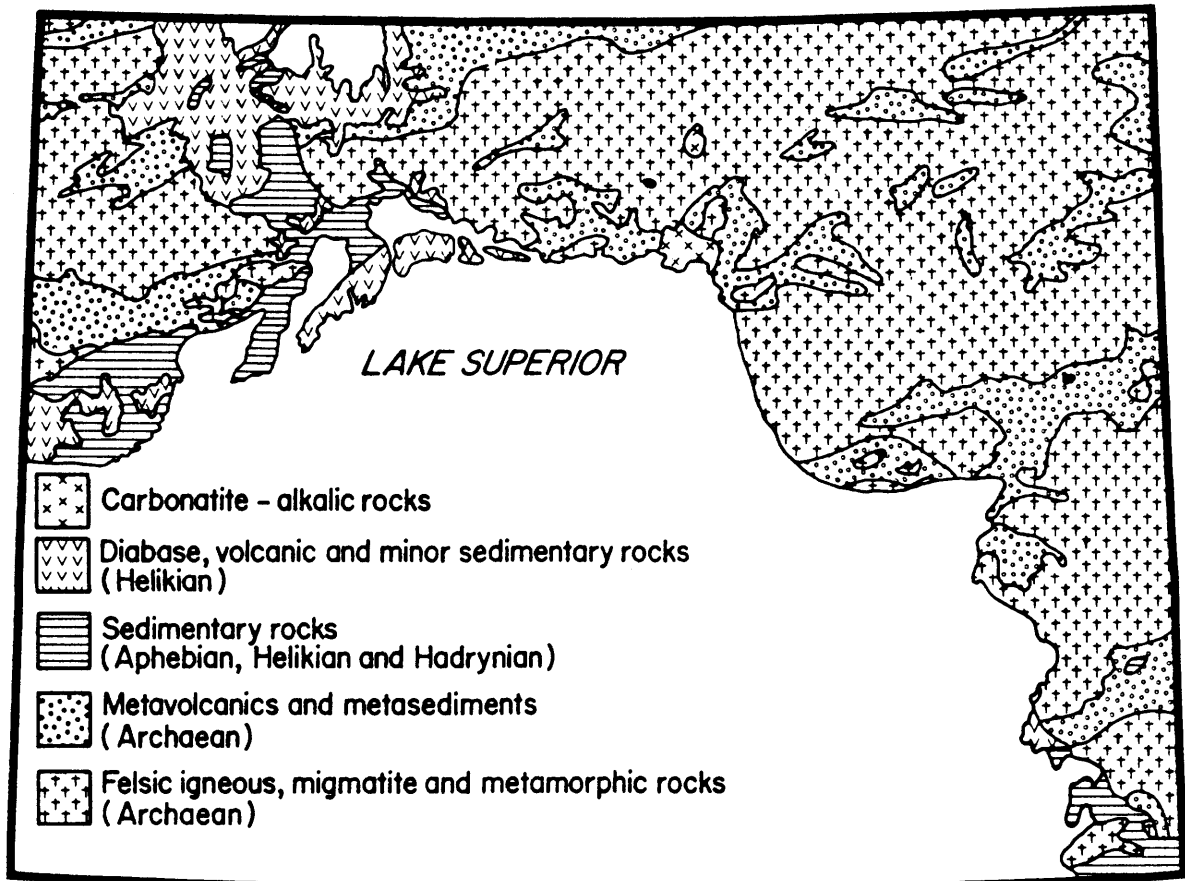 LAKE SUPERIOR
Carbonatite - alkalic rocks
Diabase, volcanic and minor sedimentary rocks
(Helikian)
Sedimentary rocks
(Aphebian, Helikian and Hadrynian)
Metavolcanics and metasediments
(Archaean)
Felsic igneous, migmatite and metamorphic rocks
(Archaean)